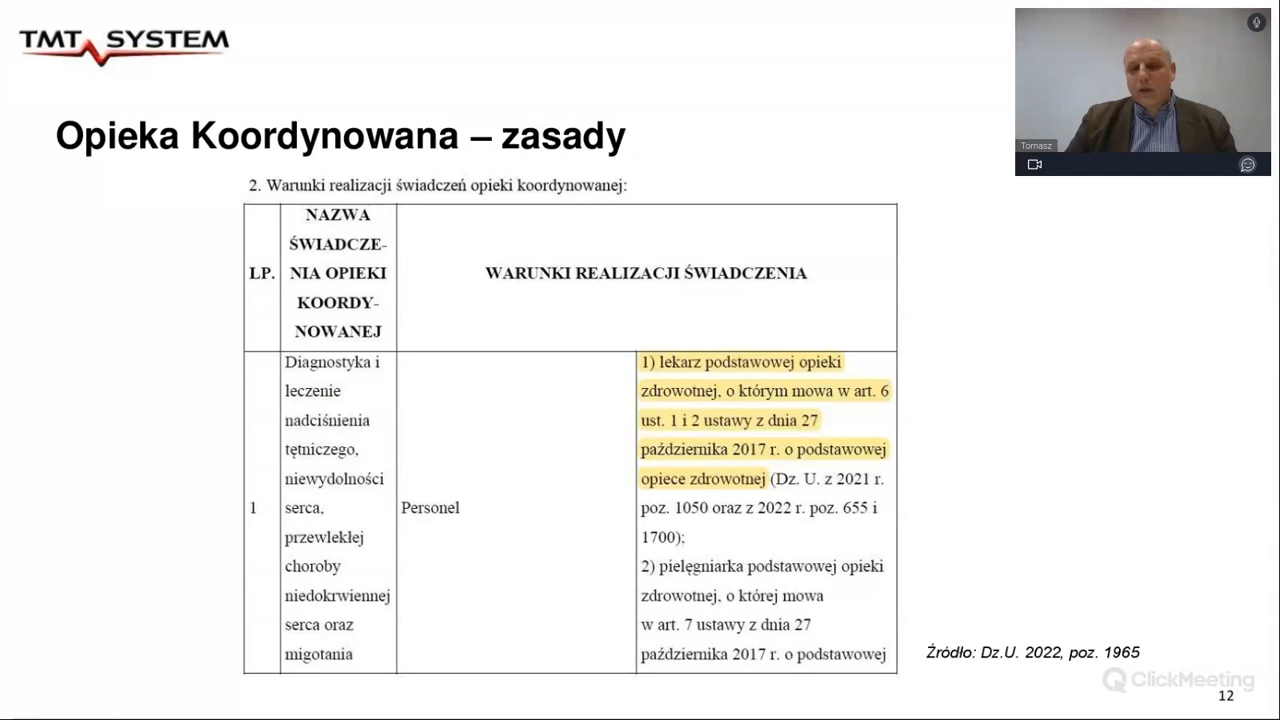 TMT SYSTEM
Tomasz
Opieka Koordynowana – zasady
2. Warunki realizacji świadczeń opieki koordynowanej:
LP.
NAZWA
ŚWIADCZE-
NIA OPIEKI
KOORDY-
NOWANEJ
WARUNKI REALIZACJI ŚWIADCZENIA
1
Diagnostyka i
leczenie
nadciśnienia
tętniczego,
niewydolności
serca,
przewlekłej
choroby
niedokrwiennej
serca oraz
migotania
Personel
1) lekarz podstawowej opieki
zdrowotnej, o którym mowa w art. 6
ust. 1 i 2 ustawy z dnia 27
października 2017 r. o podstawowej
opiece zdrowotnej (Dz. U. z 2021 r.
poz. 1050 oraz z 2022 r. poz. 655 i
1700);
2) pielęgniarka podstawowej opieki
zdrowotnej, o której mowa
w art. 7 ustawy z dnia 27
października 2017 r. o podstawowej
Źródło: Dz.U. 2022, poz. 1965
ClickMeeting
12